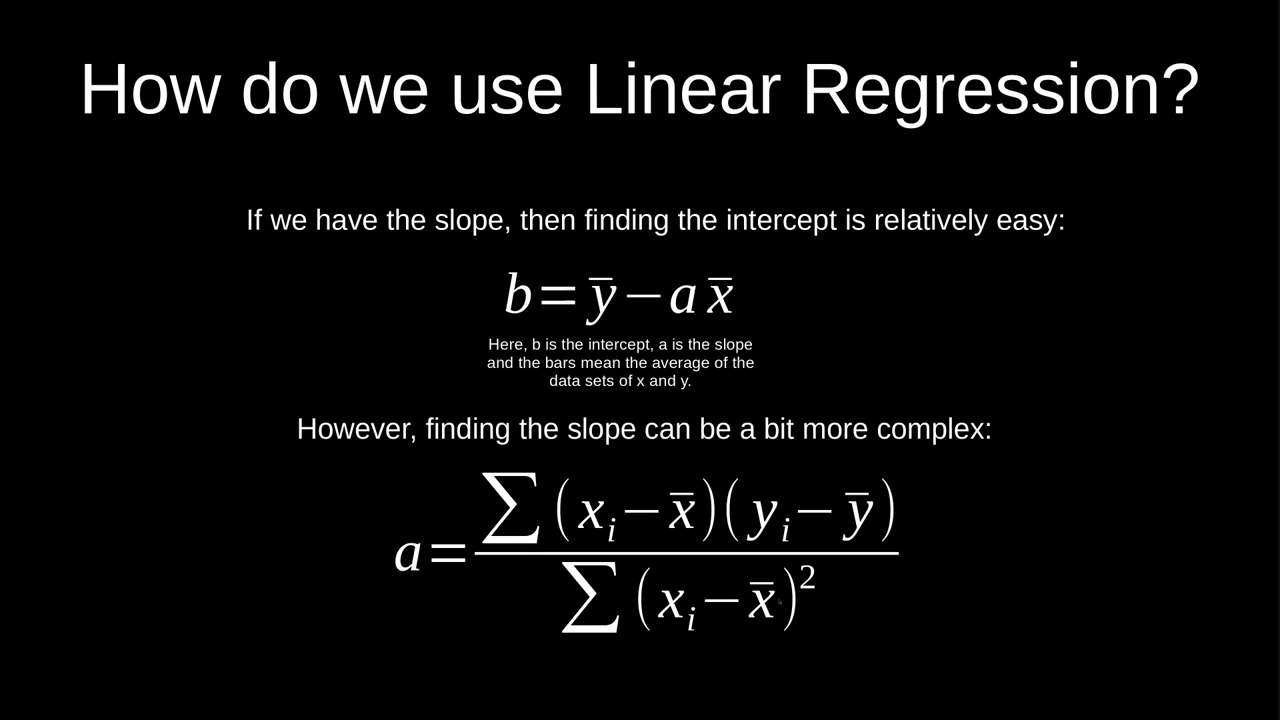 How do we use Linear Regression?
If we have the slope, then finding the intercept is relatively easy:
b = y̅ − a x̅
Here, b is the intercept, a is the slope
and the bars mean the average of the
data sets of x and y.
However, finding the slope can be a bit more complex:
a = ∑ (xᵢ − x̅)(yᵢ − y̅) / ∑ (xᵢ − x̅)²